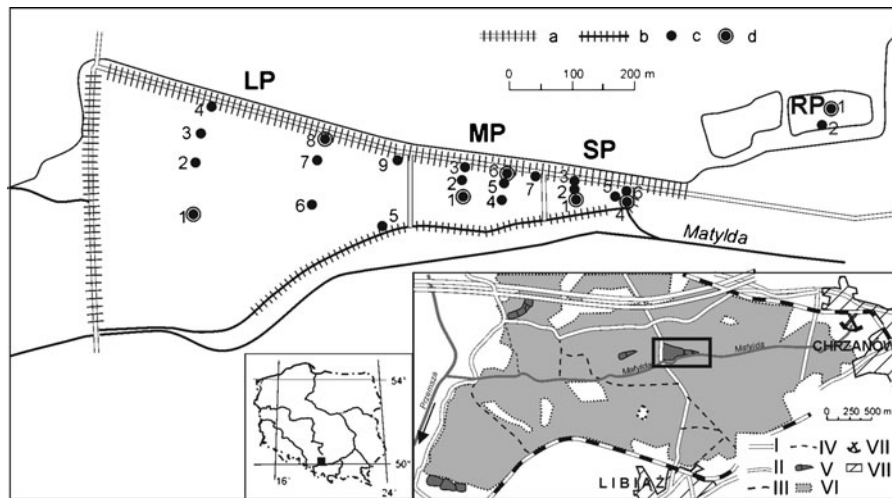 a b c d
0 100 200 m
LP
MP
SP
RP
4
3
2
1
8
7
6
9
5
3
2
1
6
5
4
7
3
2
1
5
6
4
1
2
Matylda
CHRZANÓW
Matylda
Matylda
Przemsza
LIBIĄŻ
0 250 500 m
I IV VII
II V VII
III VI
54°
50°
16°
24°